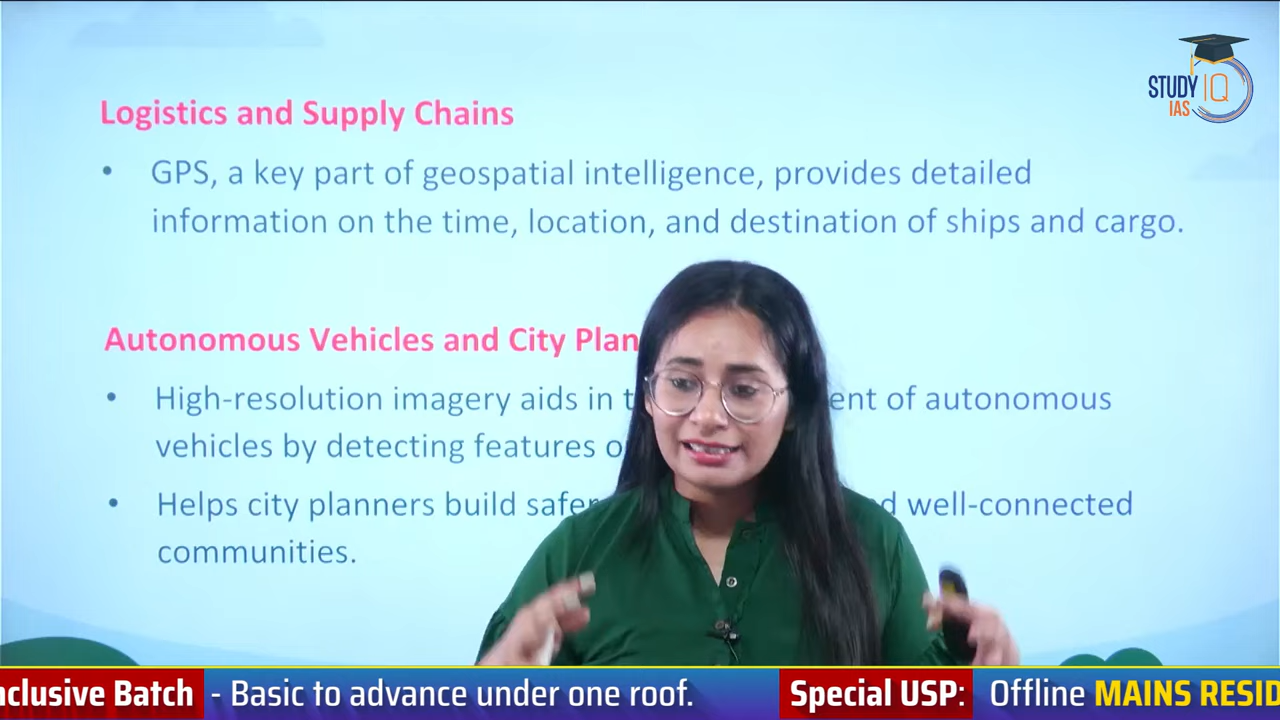 STUDY IQ
IAS
Logistics and Supply Chains
• GPS, a key part of geospatial intelligence, provides detailed
information on the time, location, and destination of ships and cargo.
Autonomous Vehicles and City Plan
• High-resolution imagery aids in t ent of autonomous
vehicles by detecting features o
• Helps city planners build safer d well-connected
communities.
nclusive Batch - Basic to advance under one roof. Special USP: Offline MAINS RESID